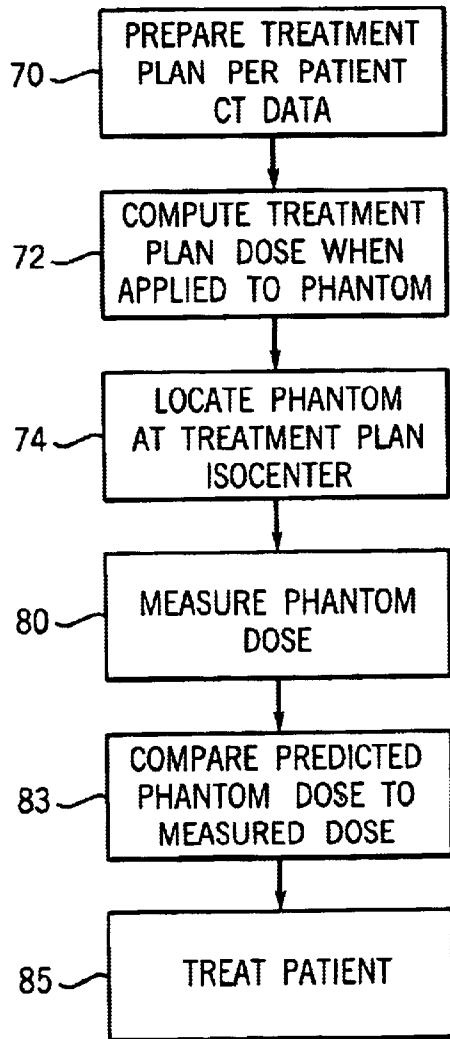 PREPARE TREATMENT
70 PLAN PER PATIENT
CT DATA
COMPUTE TREATMENT
72 PLAN DOSE WHEN
APPLIED TO PHANTOM
LOCATE PHANTOM
74 AT TREATMENT PLAN
ISOCENTER
80 MEASURE PHANTOM
DOSE
COMPARE PREDICTED
83 PHANTOM DOSE TO
MEASURED DOSE
85 TREAT PATIENT